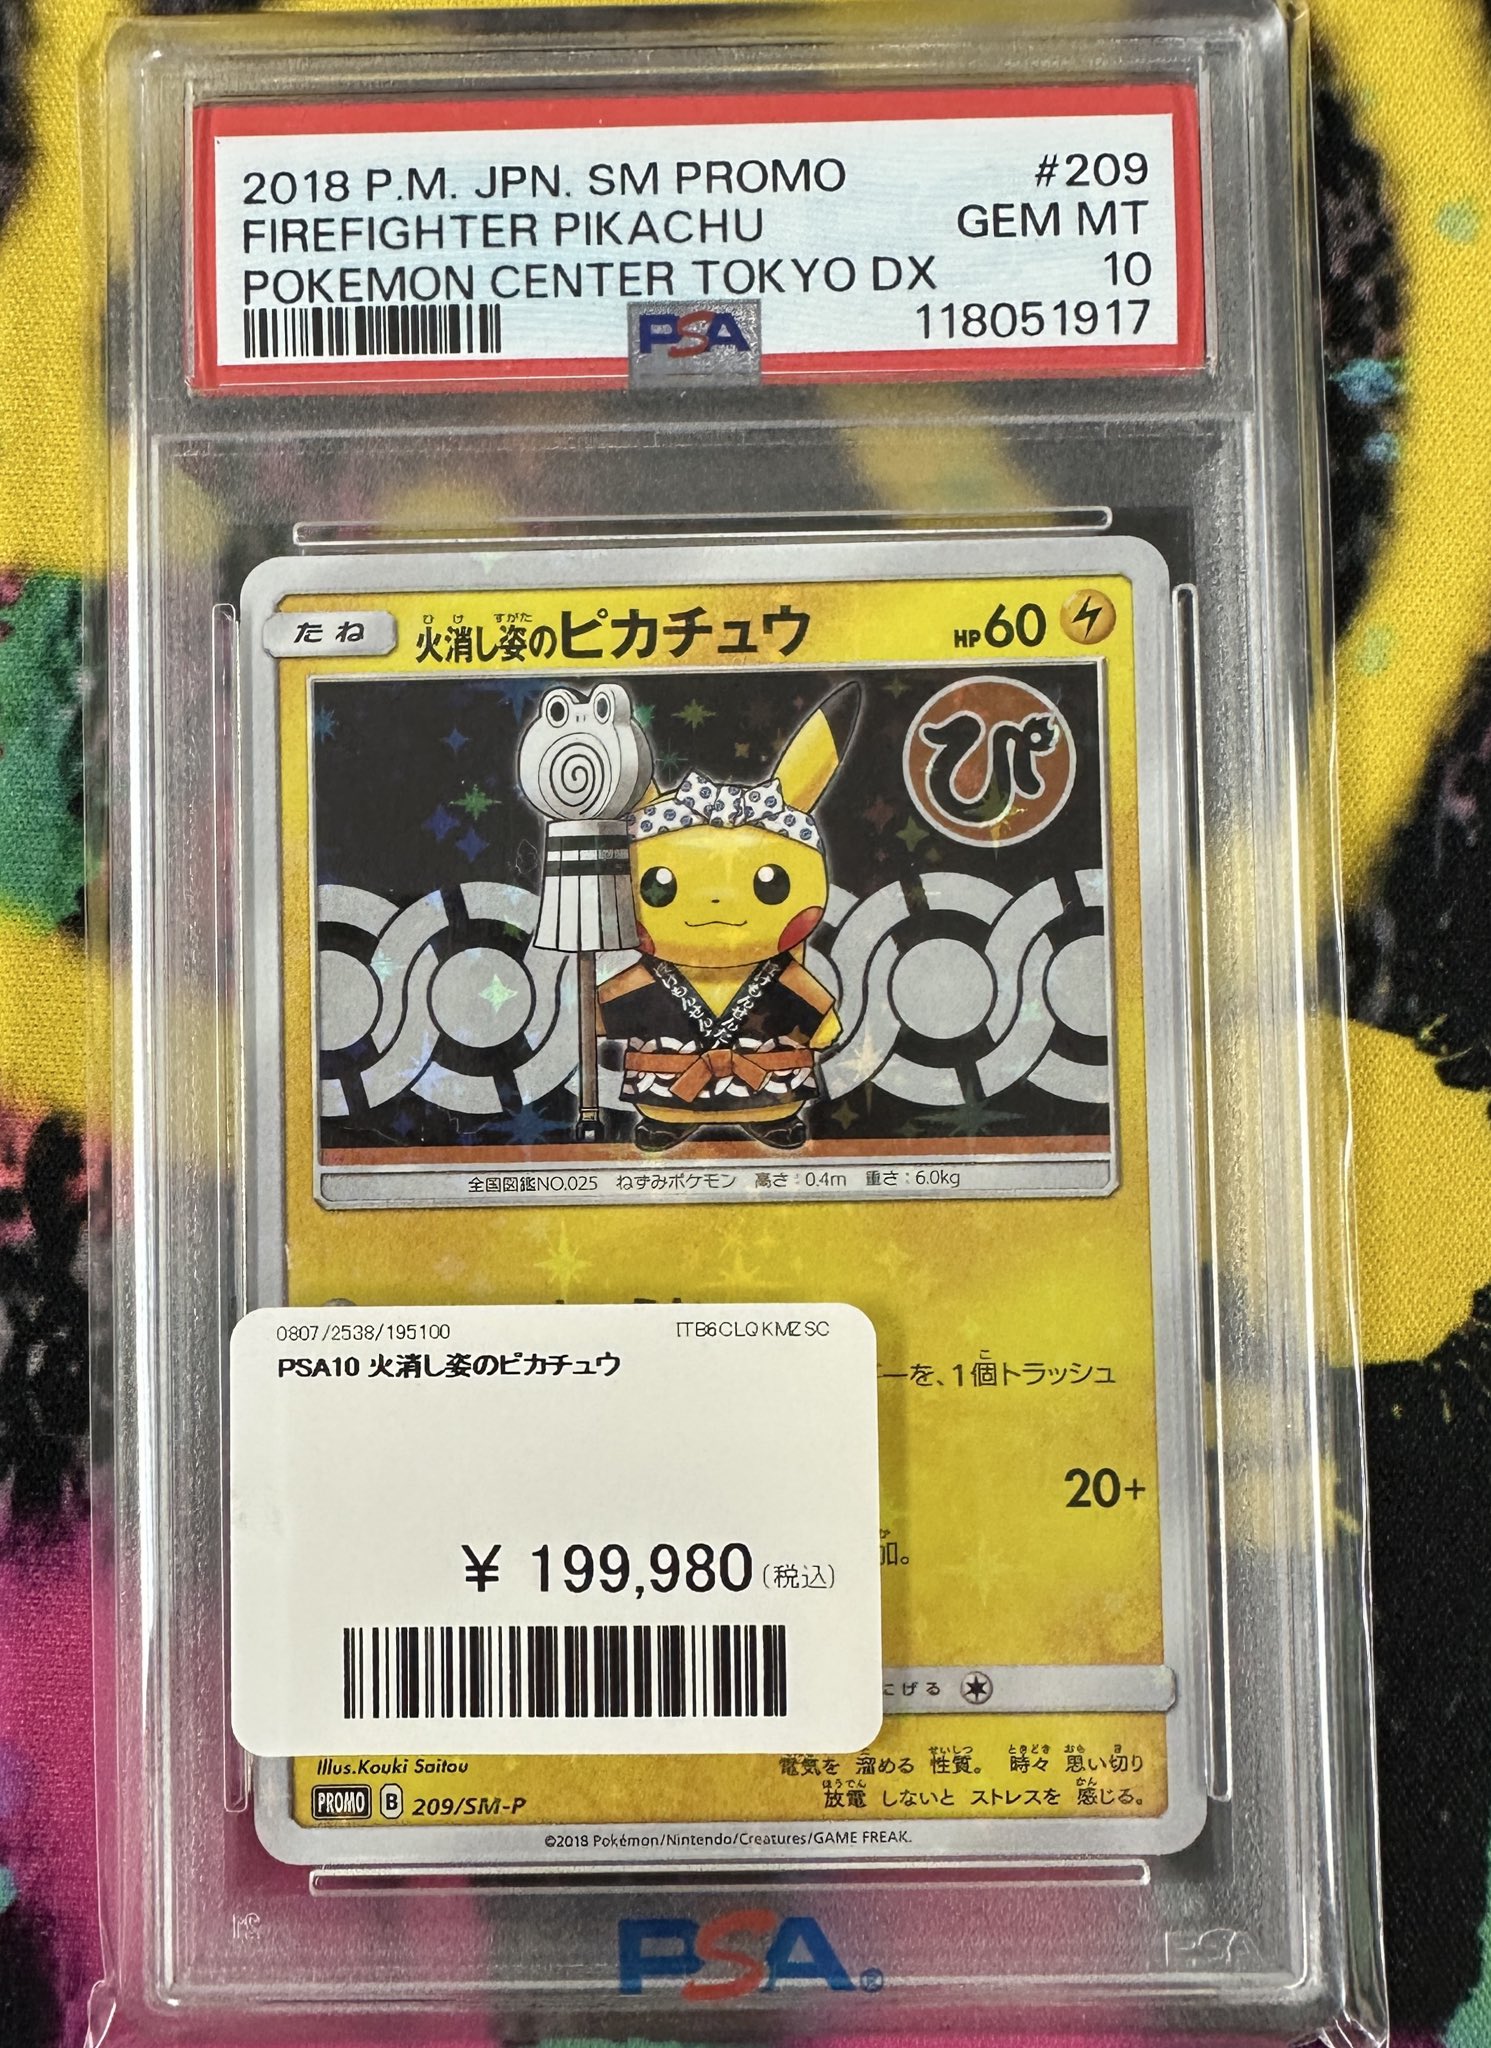 2018 P.M. JPN. SM PROMO #209
FIREFIGHTER PIKACHU GEM MT
POKEMON CENTER TOKYO DX 10
118051917
PSA
たね 火消し姿のピカチュウ HP60
ひけ すがた
全国図鑑NO.025 ねずみポケモン 高さ:0.4m 重さ:6.0kg
0807/2538/195100 ITB6CLQKMZSC
PSA10 火消し姿のピカチュウ
ーを、1個トラッシュ
20+
加。
¥ 199,980(税込)
にげる
Illus.Kouki Saitou
電気を 溜める 性質。 時々 思い切り
放電 しないと ストレスを 感じる。
PROMO B 209/SM-P
©2018 Pokémon/Nintendo/Creatures/GAME FREAK.
PSA
PSA